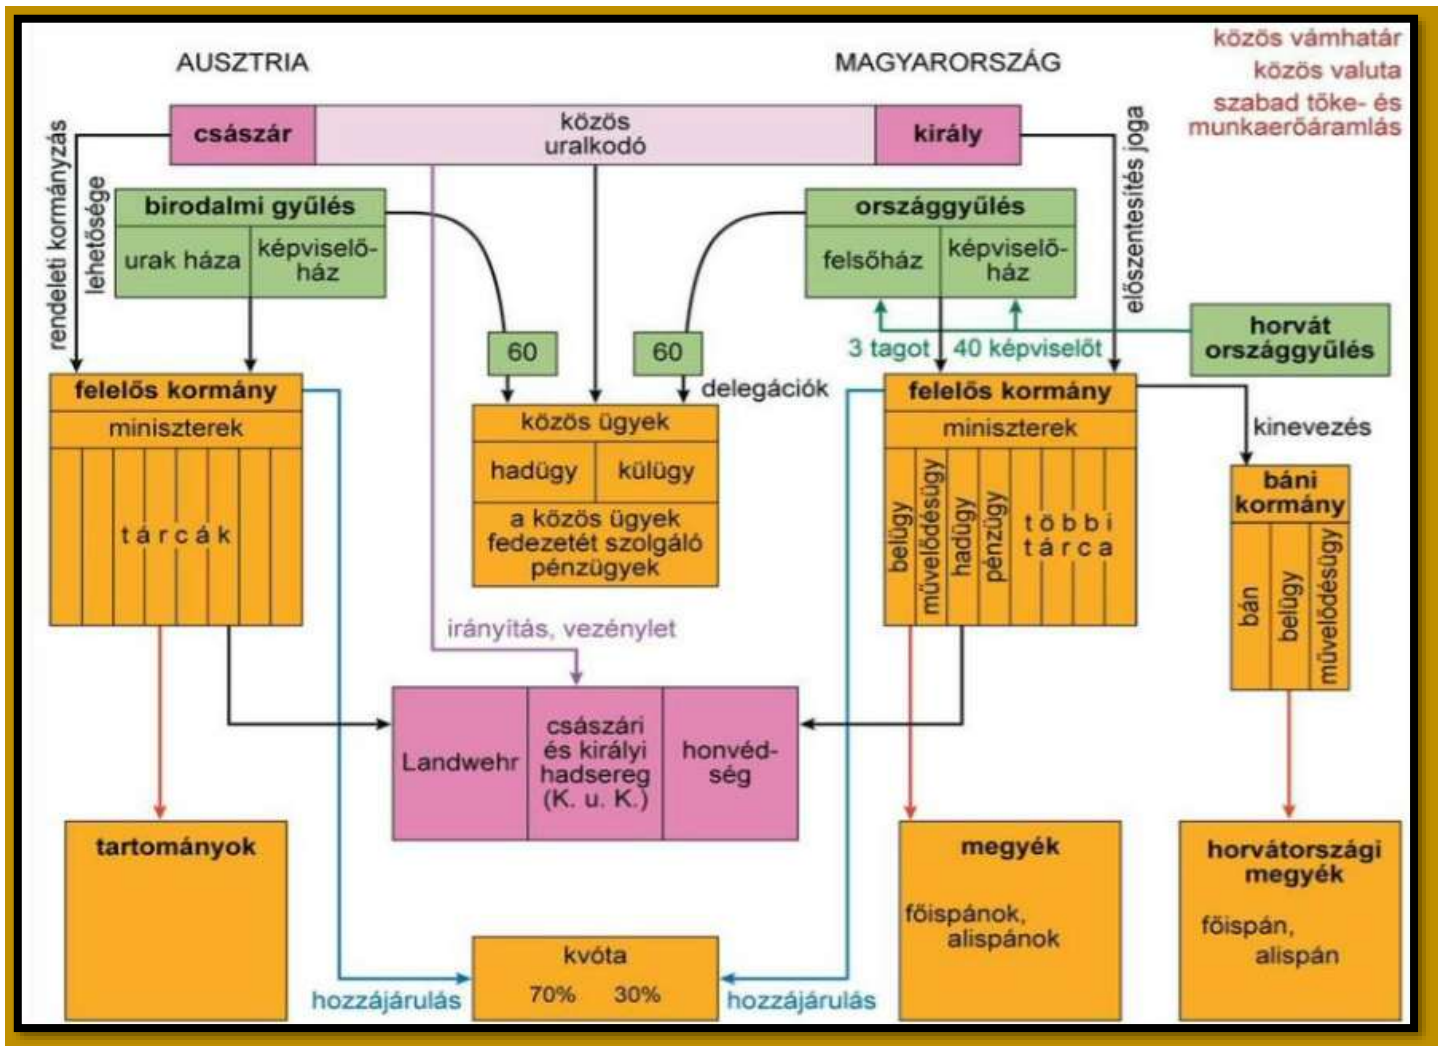 AUSZTRIA
MAGYARORSZÁG
közös vámhatár
közös valuta
szabad tőke- és
munkaerőáramlás
császár
közös
uralkodó
király
rendeleti kormányzás
lehetősége
előszentesítés joga
birodalmi gyűlés
urak háza
képviselő-
ház
országgyűlés
felsőház
képviselő-
ház
horvát
országgyűlés
3 tagot
40 képviselőt
60
60
delegációk
felelős kormány
miniszterek
tárcák
közös ügyek
hadügy
külügy
a közös ügyek
fedezetét szolgáló
pénzügyek
felelős kormány
miniszterek
belügy
művelődésügy
hadügy
pénzügy
többi
tárca
kinevezés
báni
kormány
bán
belügy
művelődésügy
irányítás, vezénylet
Landwehr
császári
és királyi
hadsereg
(K. u. K.)
honvéd-
ség
tartományok
megyék
főispánok,
alispánok
horvátországi
megyék
főispán,
alispán
kvóta
70% 30%
hozzájárulás
hozzájárulás